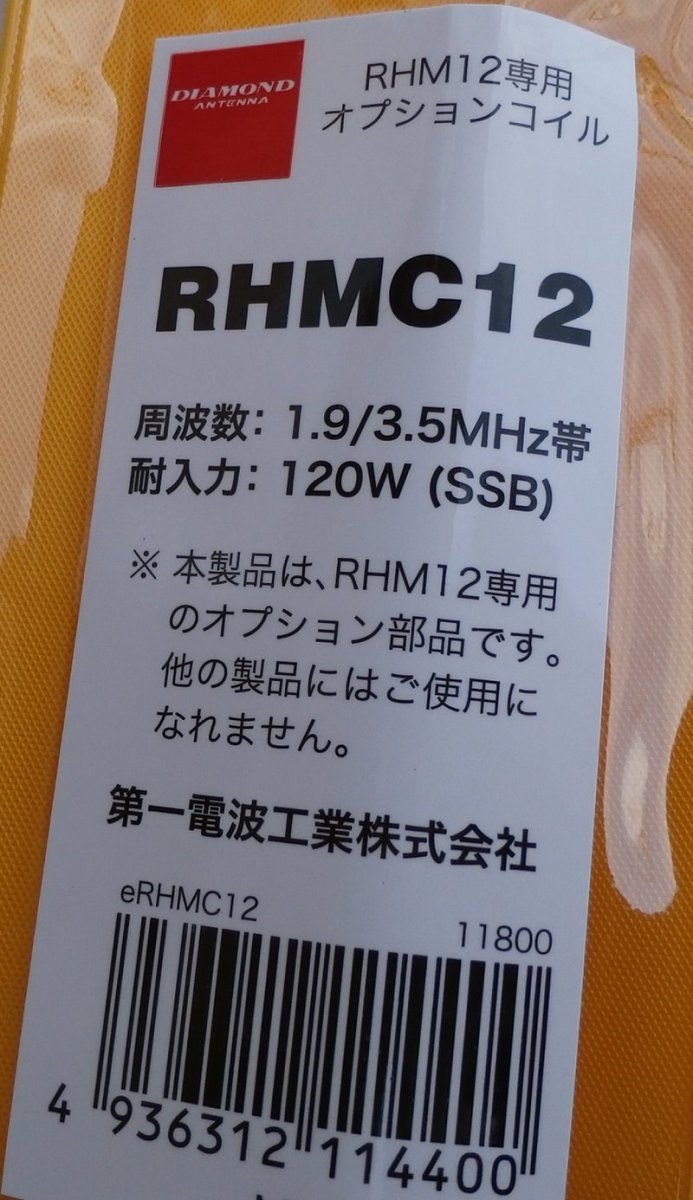 DIAMOND
ANTENNA
RHM12専用
オプションコイル
RHMC12
周波数: 1.9/3.5MHz帯
耐入力: 120W (SSB)
※ 本製品は、RHM12専用
のオプション部品です。
他の製品にはご使用に
なれません。
第一電波工業株式会社
eRHMC12
11800
4 936312 114400